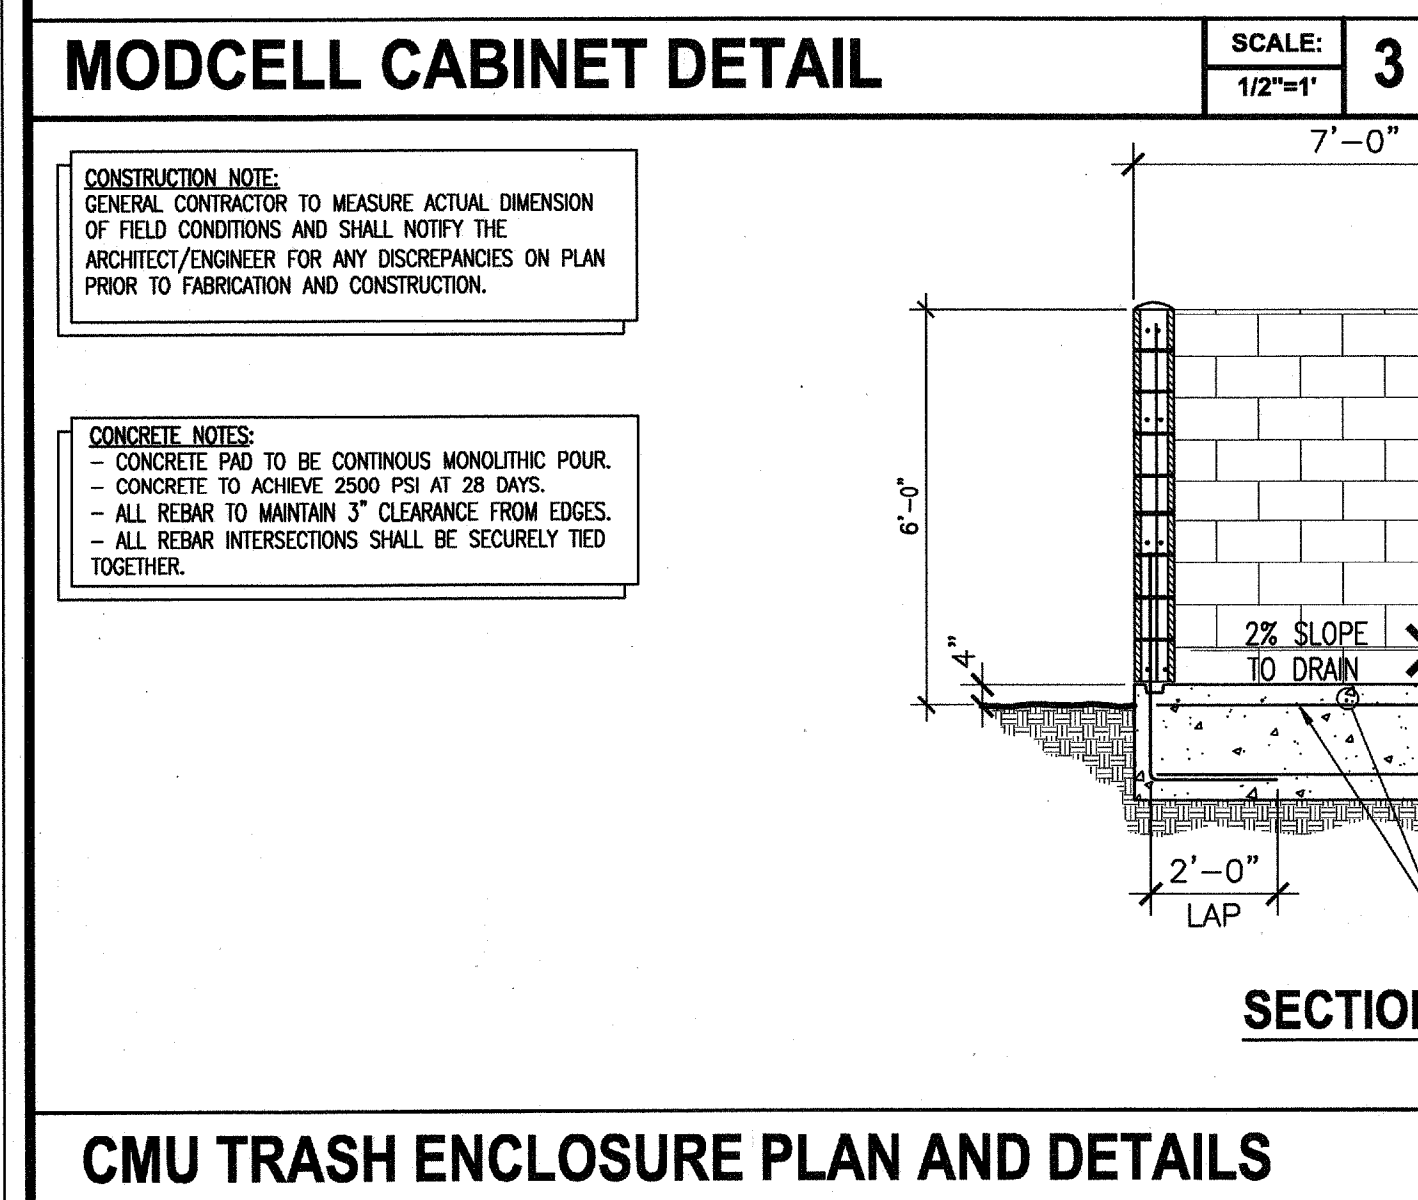 MODCELL CABINET DETAIL
SCALE:
1/2"=1'
3
7'-0"
CONSTRUCTION NOTE:
GENERAL CONTRACTOR TO MEASURE ACTUAL DIMENSION
OF FIELD CONDITIONS AND SHALL NOTIFY THE
ARCHITECT/ENGINEER FOR ANY DISCREPANCIES ON PLAN
PRIOR TO FABRICATION AND CONSTRUCTION.
CONCRETE NOTES:
- CONCRETE PAD TO BE CONTINOUS MONOLITHIC POUR.
- CONCRETE TO ACHIEVE 2500 PSI AT 28 DAYS.
- ALL REBAR TO MAINTAIN 3" CLEARANCE FROM EDGES.
- ALL REBAR INTERSECTIONS SHALL BE SECURELY TIED
TOGETHER.
6'-0"
4"
2% SLOPE
TO DRAIN
2'-0"
LAP
SECTIO
CMU TRASH ENCLOSURE PLAN AND DETAILS